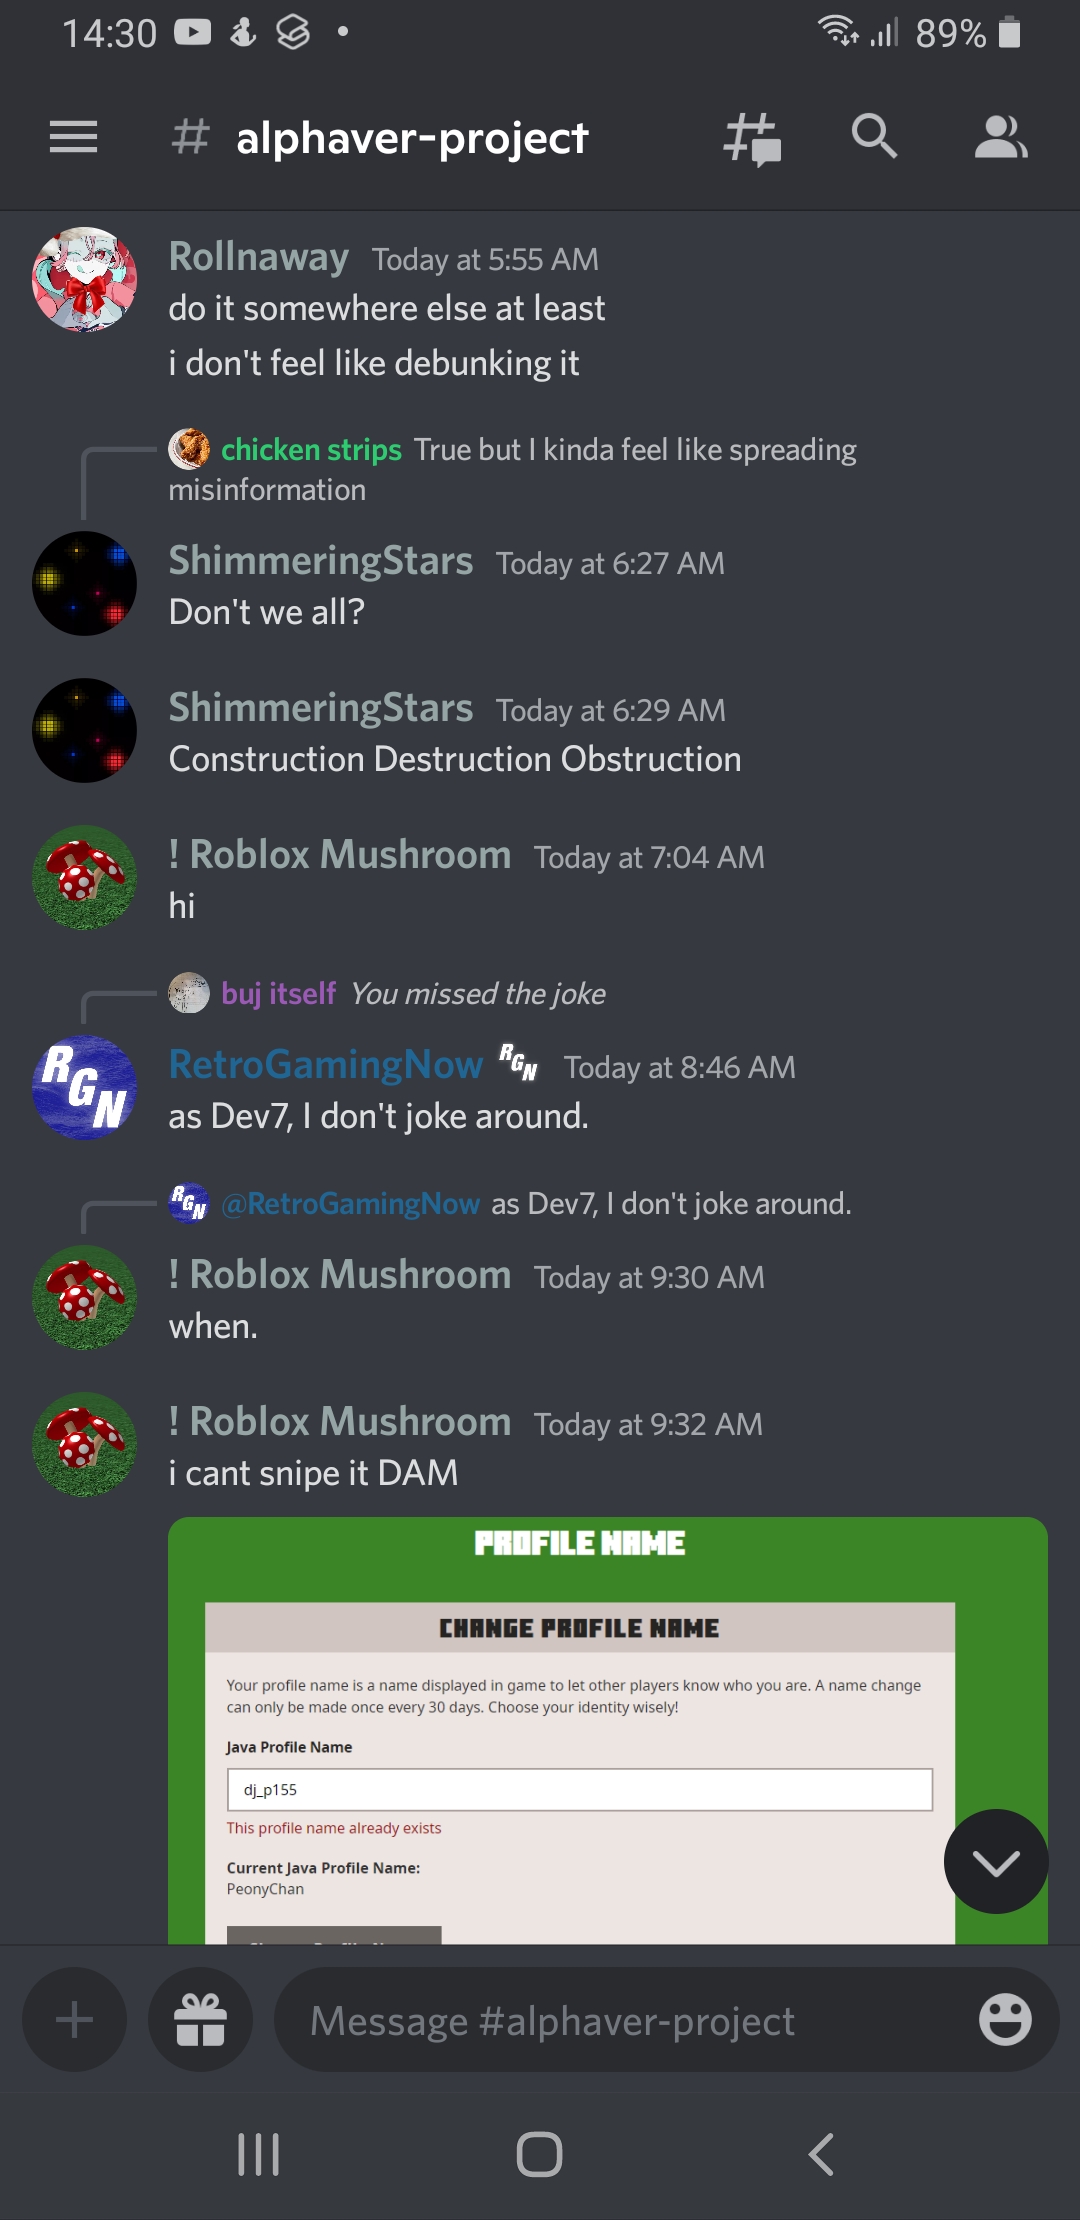 14:30
89%
# alphaver-project
Rollnaway Today at 5:55 AM
do it somewhere else at least
i don't feel like debunking it
chicken strips True but I kinda feel like spreading
misinformation
ShimmeringStars Today at 6:27 AM
Don't we all?
ShimmeringStars Today at 6:29 AM
Construction Destruction Obstruction
! Roblox Mushroom Today at 7:04 AM
hi
buj itself You missed the joke
RGN
RetroGamingNow RGN Today at 8:46 AM
as Dev7, I don't joke around.
RGN @RetroGamingNow as Dev7, I don't joke around.
! Roblox Mushroom Today at 9:30 AM
when.
! Roblox Mushroom Today at 9:32 AM
i cant snipe it DAM
PROFILE NAME
CHANGE PROFILE NAME
Your profile name is a name displayed in game to let other players know who you are. A name change
can only be made once every 30 days. Choose your identity wisely!
Java Profile Name
dj_p155
This profile name already exists
Current Java Profile Name:
PeonyChan
Message #alphaver-project